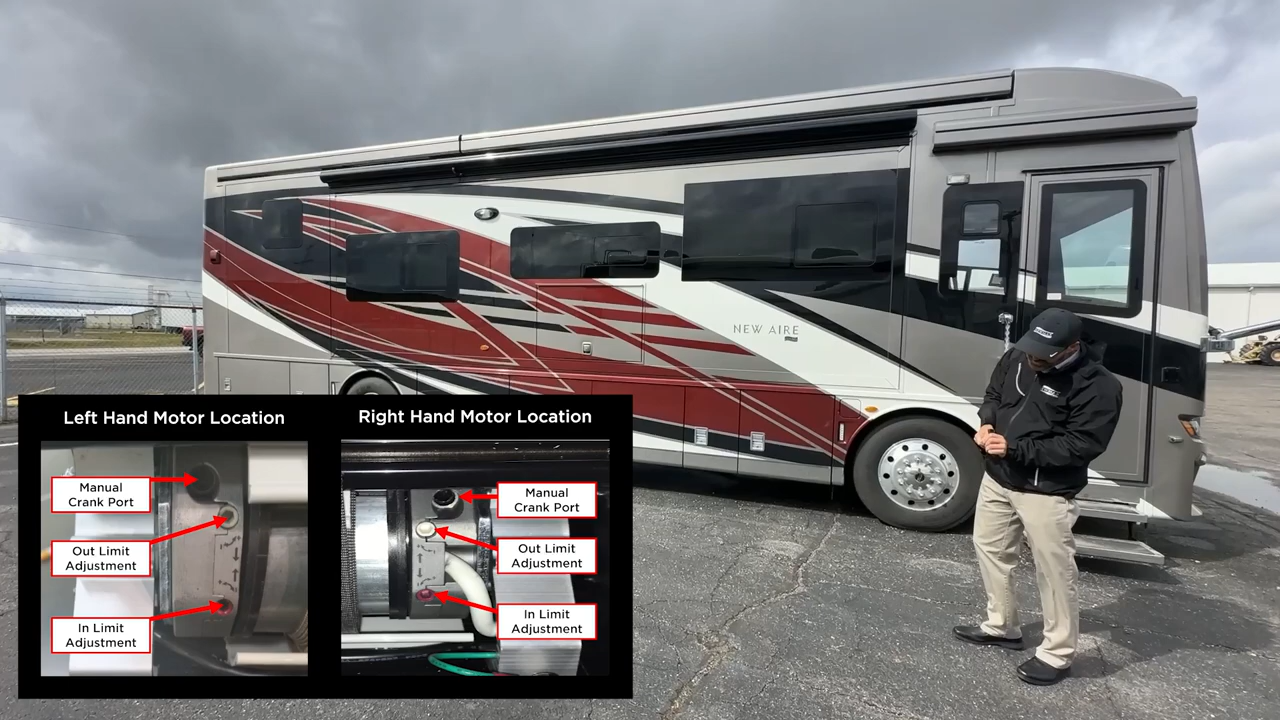 NEW AIRE
Left Hand Motor Location
Manual
Crank Port
Out Limit
Adjustment
In Limit
Adjustment
Right Hand Motor Location
Manual
Crank Port
Out Limit
Adjustment
In Limit
Adjustment